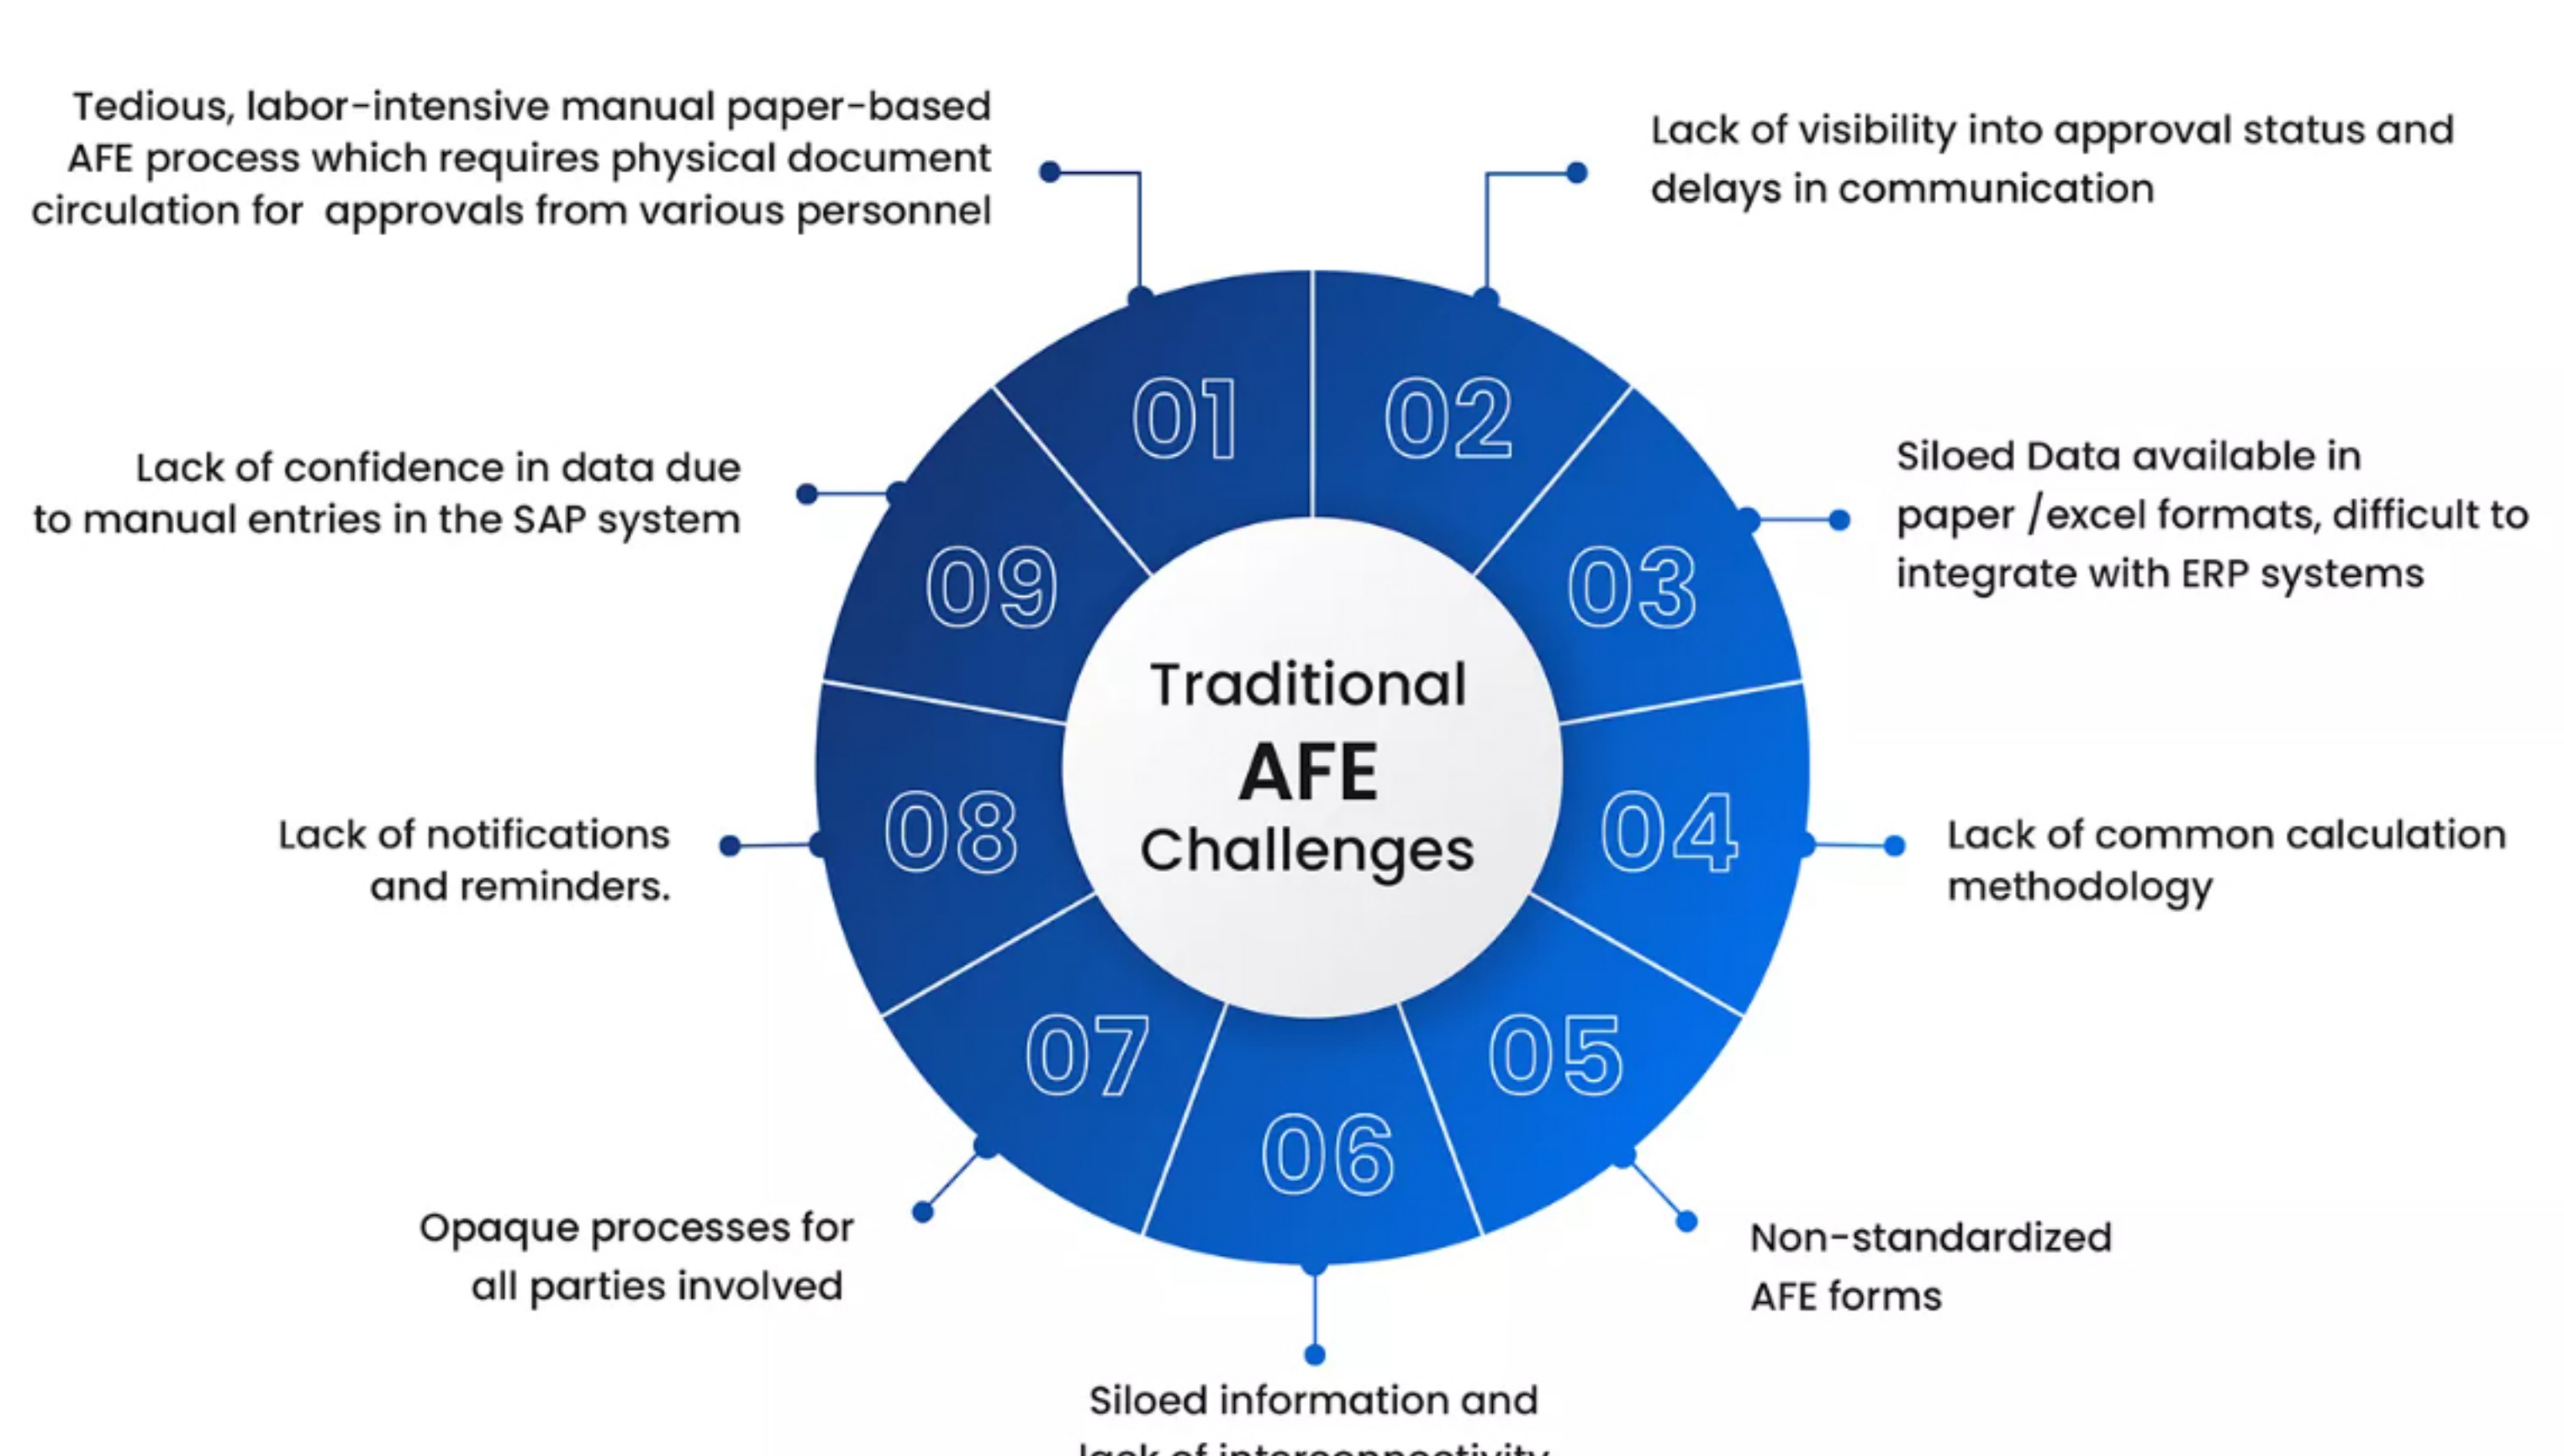 Tedious, labor-intensive manual paper-based
AFE process which requires physical document
circulation for approvals from various personnel
01
Lack of visibility into approval status and
delays in communication
02
Siloed Data available in
paper /excel formats, difficult to
integrate with ERP systems
03
Lack of common calculation
methodology
04
Non-standardized
AFE forms
05
Siloed information and
lack of interconnectivity
06
Opaque processes for
all parties involved
07
Lack of notifications
and reminders.
08
Lack of confidence in data due
to manual entries in the SAP system
09
Traditional
AFE
Challenges